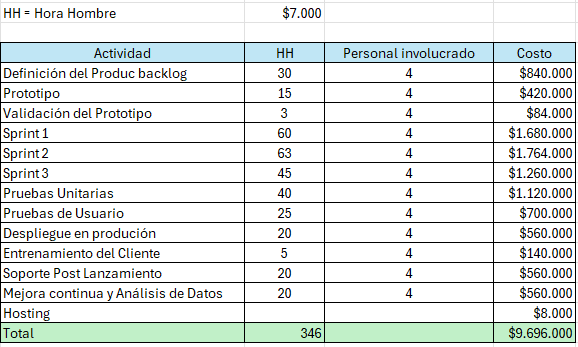 HH = Hora Hombre $7.000
Actividad HH Personal involucrado Costo
Definición del Produc backlog 30 4 $840.000
Prototipo 15 4 $420.000
Validación del Prototipo 3 4 $84.000
Sprint 1 60 4 $1.680.000
Sprint 2 63 4 $1.764.000
Sprint 3 45 4 $1.260.000
Pruebas Unitarias 40 4 $1.120.000
Pruebas de Usuario 25 4 $700.000
Despliegue en produción 20 4 $560.000
Entrenamiento del Cliente 5 4 $140.000
Soporte Post Lanzamiento 20 4 $560.000
Mejora continua y Análisis de Datos 20 4 $560.000
Hosting $8.000
Total 346 $9.696.000